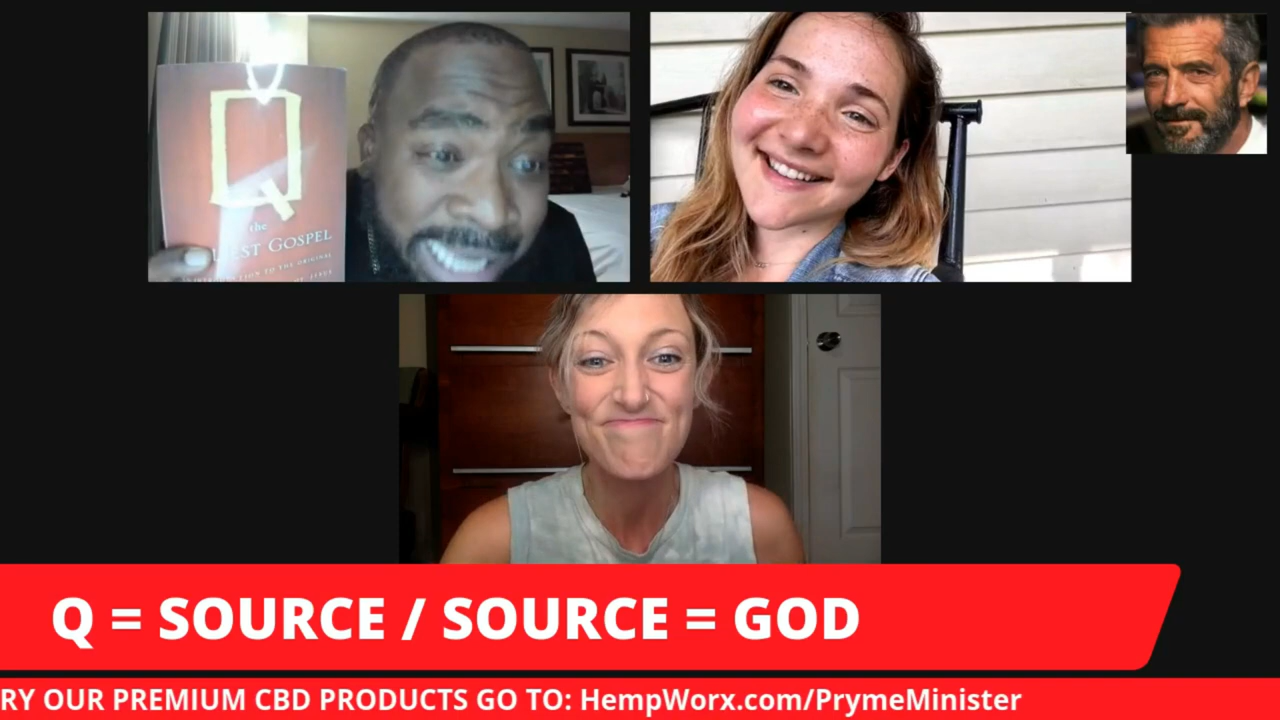 Q
the
GOSPEL
Q = SOURCE / SOURCE = GOD
RY OUR PREMIUM CBD PRODUCTS GO TO: HempWorx.com/PrymeMinister